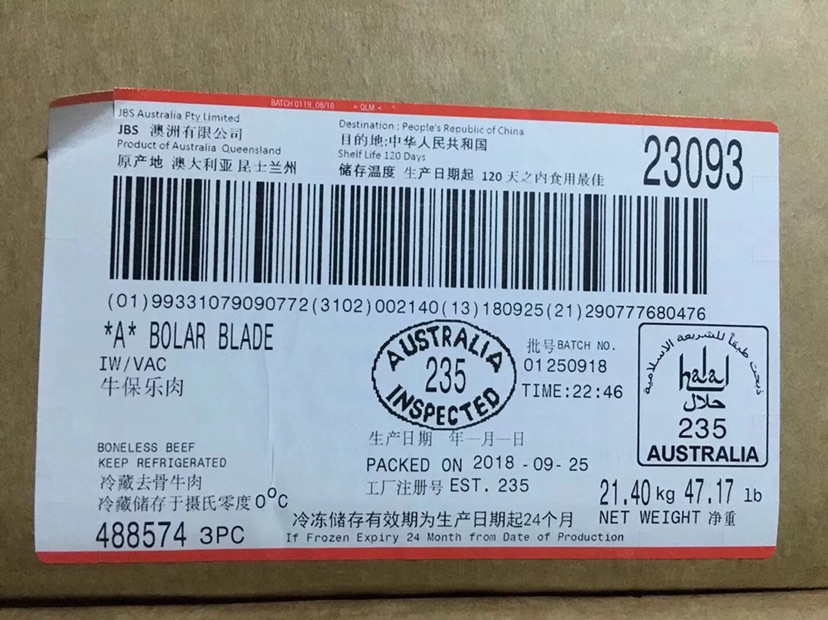 BATCH 0119_08/16 > QLM <
JBS Australia Pty Limited
JBS 澳洲有限公司
Product of Australia Queensland
原产地 澳大利亚 昆士兰州
Destination : People's Republic of China
目的地:中华人民共和国
Shelf Life 120 Days
储存温度 生产日期起 120 天之内食用最佳
23093
(01)99331079090772(3102)002140(13)180925(21)290777680476
*A* BOLAR BLADE
IW/VAC
牛保乐肉
AUSTRALIA
235
INSPECTED
批号BATCH NO.
01250918
TIME:22:46
ذبحت طبقاً للشريعة الإسلامية
halal
حلال
235
AUSTRALIA
BONELESS BEEF
KEEP REFRIGERATED
冷藏去骨牛肉
冷藏储存于摄氏零度0°C
生产日期 年—月—日
PACKED ON 2018-09-25
工厂注册号 EST. 235
21.40 kg 47.17 lb
NET WEIGHT 净重
488574 3PC
冷冻储存有效期为生产日期起24个月
If Frozen Expiry 24 Month from Date of Production